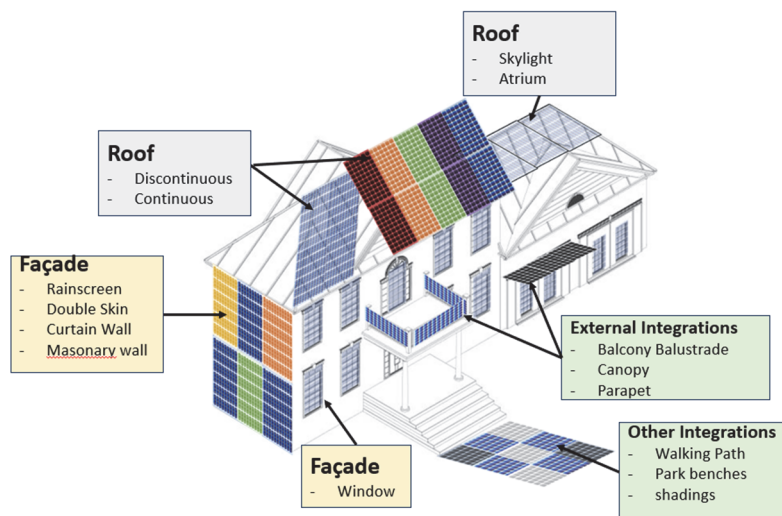 Roof
- Skylight
- Atrium
Roof
- Discontinuous
- Continuous
Façade
- Rainscreen
- Double Skin
- Curtain Wall
- Masonary wall
External Integrations
- Balcony Balustrade
- Canopy
- Parapet
Other Integrations
- Walking Path
- Park benches
- shadings
Façade
- Window